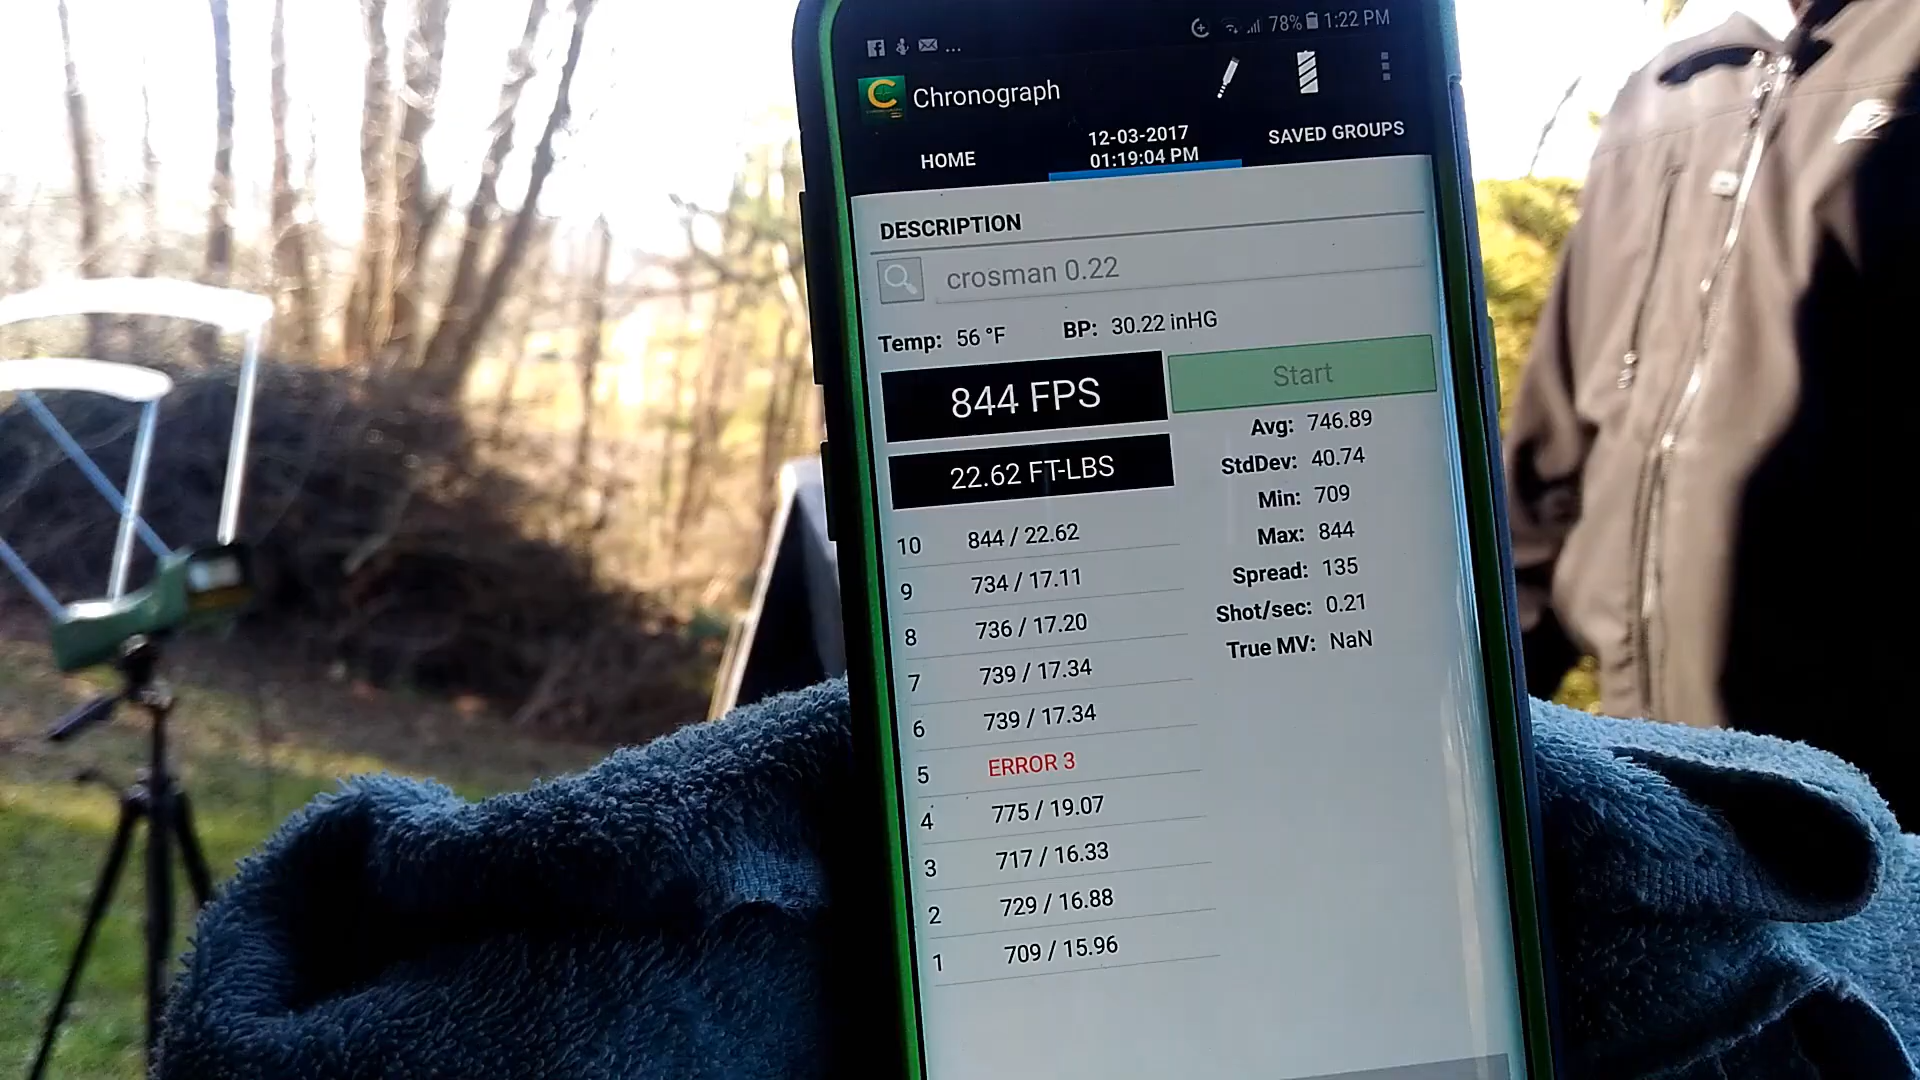 ... 78% 1:22 PM
C Chronograph
HOME
12-03-2017
01:19:04 PM
SAVED GROUPS
DESCRIPTION
crosman 0.22
Temp: 56 °F BP: 30.22 inHG
844 FPS
Start
22.62 FT-LBS
Avg: 746.89
StdDev: 40.74
Min: 709
Max: 844
Spread: 135
Shot/sec: 0.21
True MV: NaN
10 844 / 22.62
9 734 / 17.11
8 736 / 17.20
7 739 / 17.34
6 739 / 17.34
5 ERROR 3
4 775 / 19.07
3 717 / 16.33
2 729 / 16.88
1 709 / 15.96